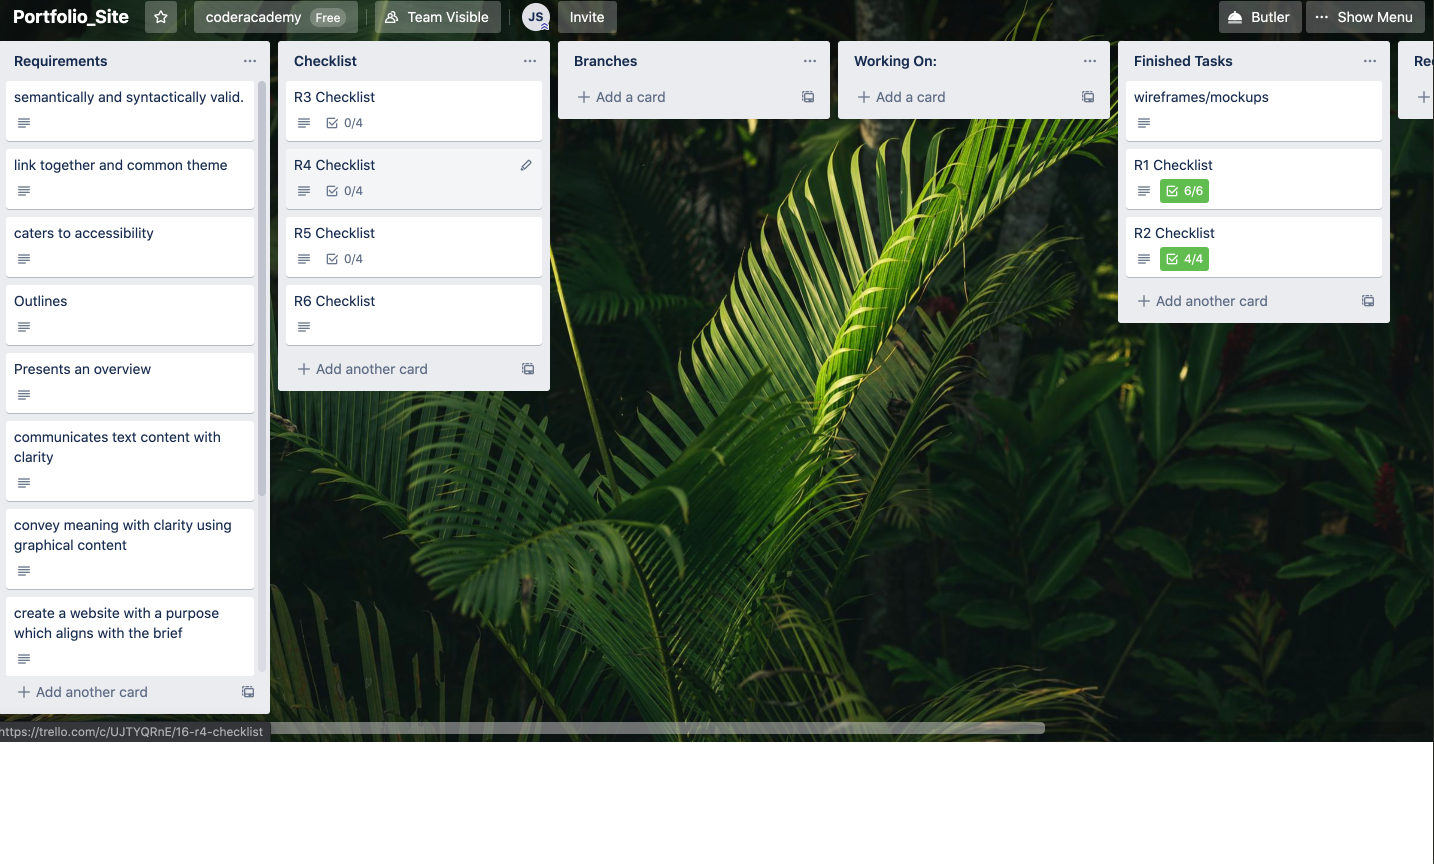 Portfolio_Site
coderacademy Free
Team Visible
JS
Invite
Butler
Show Menu
Requirements
semantically and syntactically valid.
link together and common theme
caters to accessibility
Outlines
Presents an overview
communicates text content with
clarity
convey meaning with clarity using
graphical content
create a website with a purpose
which aligns with the brief
+ Add another card
Checklist
R3 Checklist
0/4
R4 Checklist
0/4
R5 Checklist
0/4
R6 Checklist
+ Add another card
Branches
+ Add a card
Working On:
+ Add a card
Finished Tasks
wireframes/mockups
R1 Checklist
6/6
R2 Checklist
4/4
+ Add another card
https://trello.com/c/UJTYQRnE/16-r4-checklist